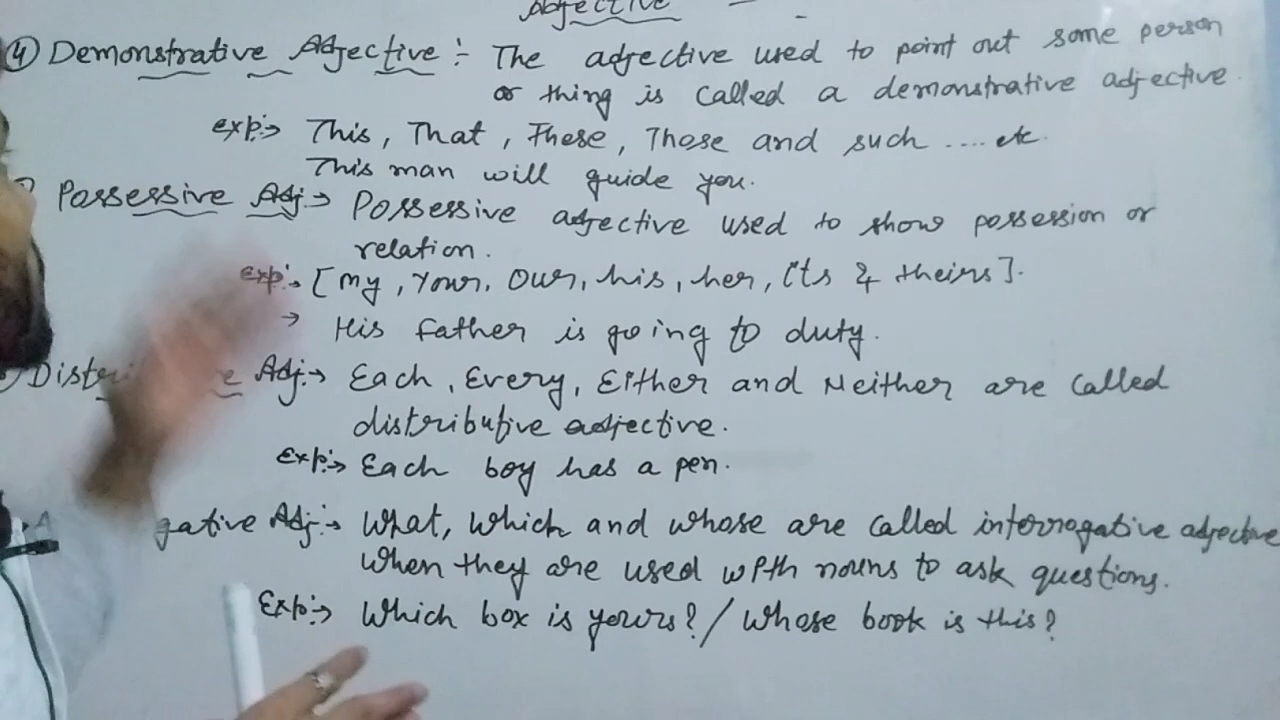 Adjective
④ Demonstrative Adjective :- The adjective used to point out some person
or thing is called a demonstrative adjective.
exp:→ This, That, These, Those and such .... etc.
This man will guide you.
Possessive Adj→ Possessive adjective used to show possession or
relation.
exp:→ [my, Your, Our, his, her, Its & theirs].
→ His father is going to duty.
Adj:→ Each, Every, Either and Neither are called
distributive adjective.
Exp:→ Each boy has a pen.
gative Adj:→ What, Which and whose are called interrogative adjective
When they are used with nouns to ask questions.
Exp:→ Which box is yours? / Whose book is this?